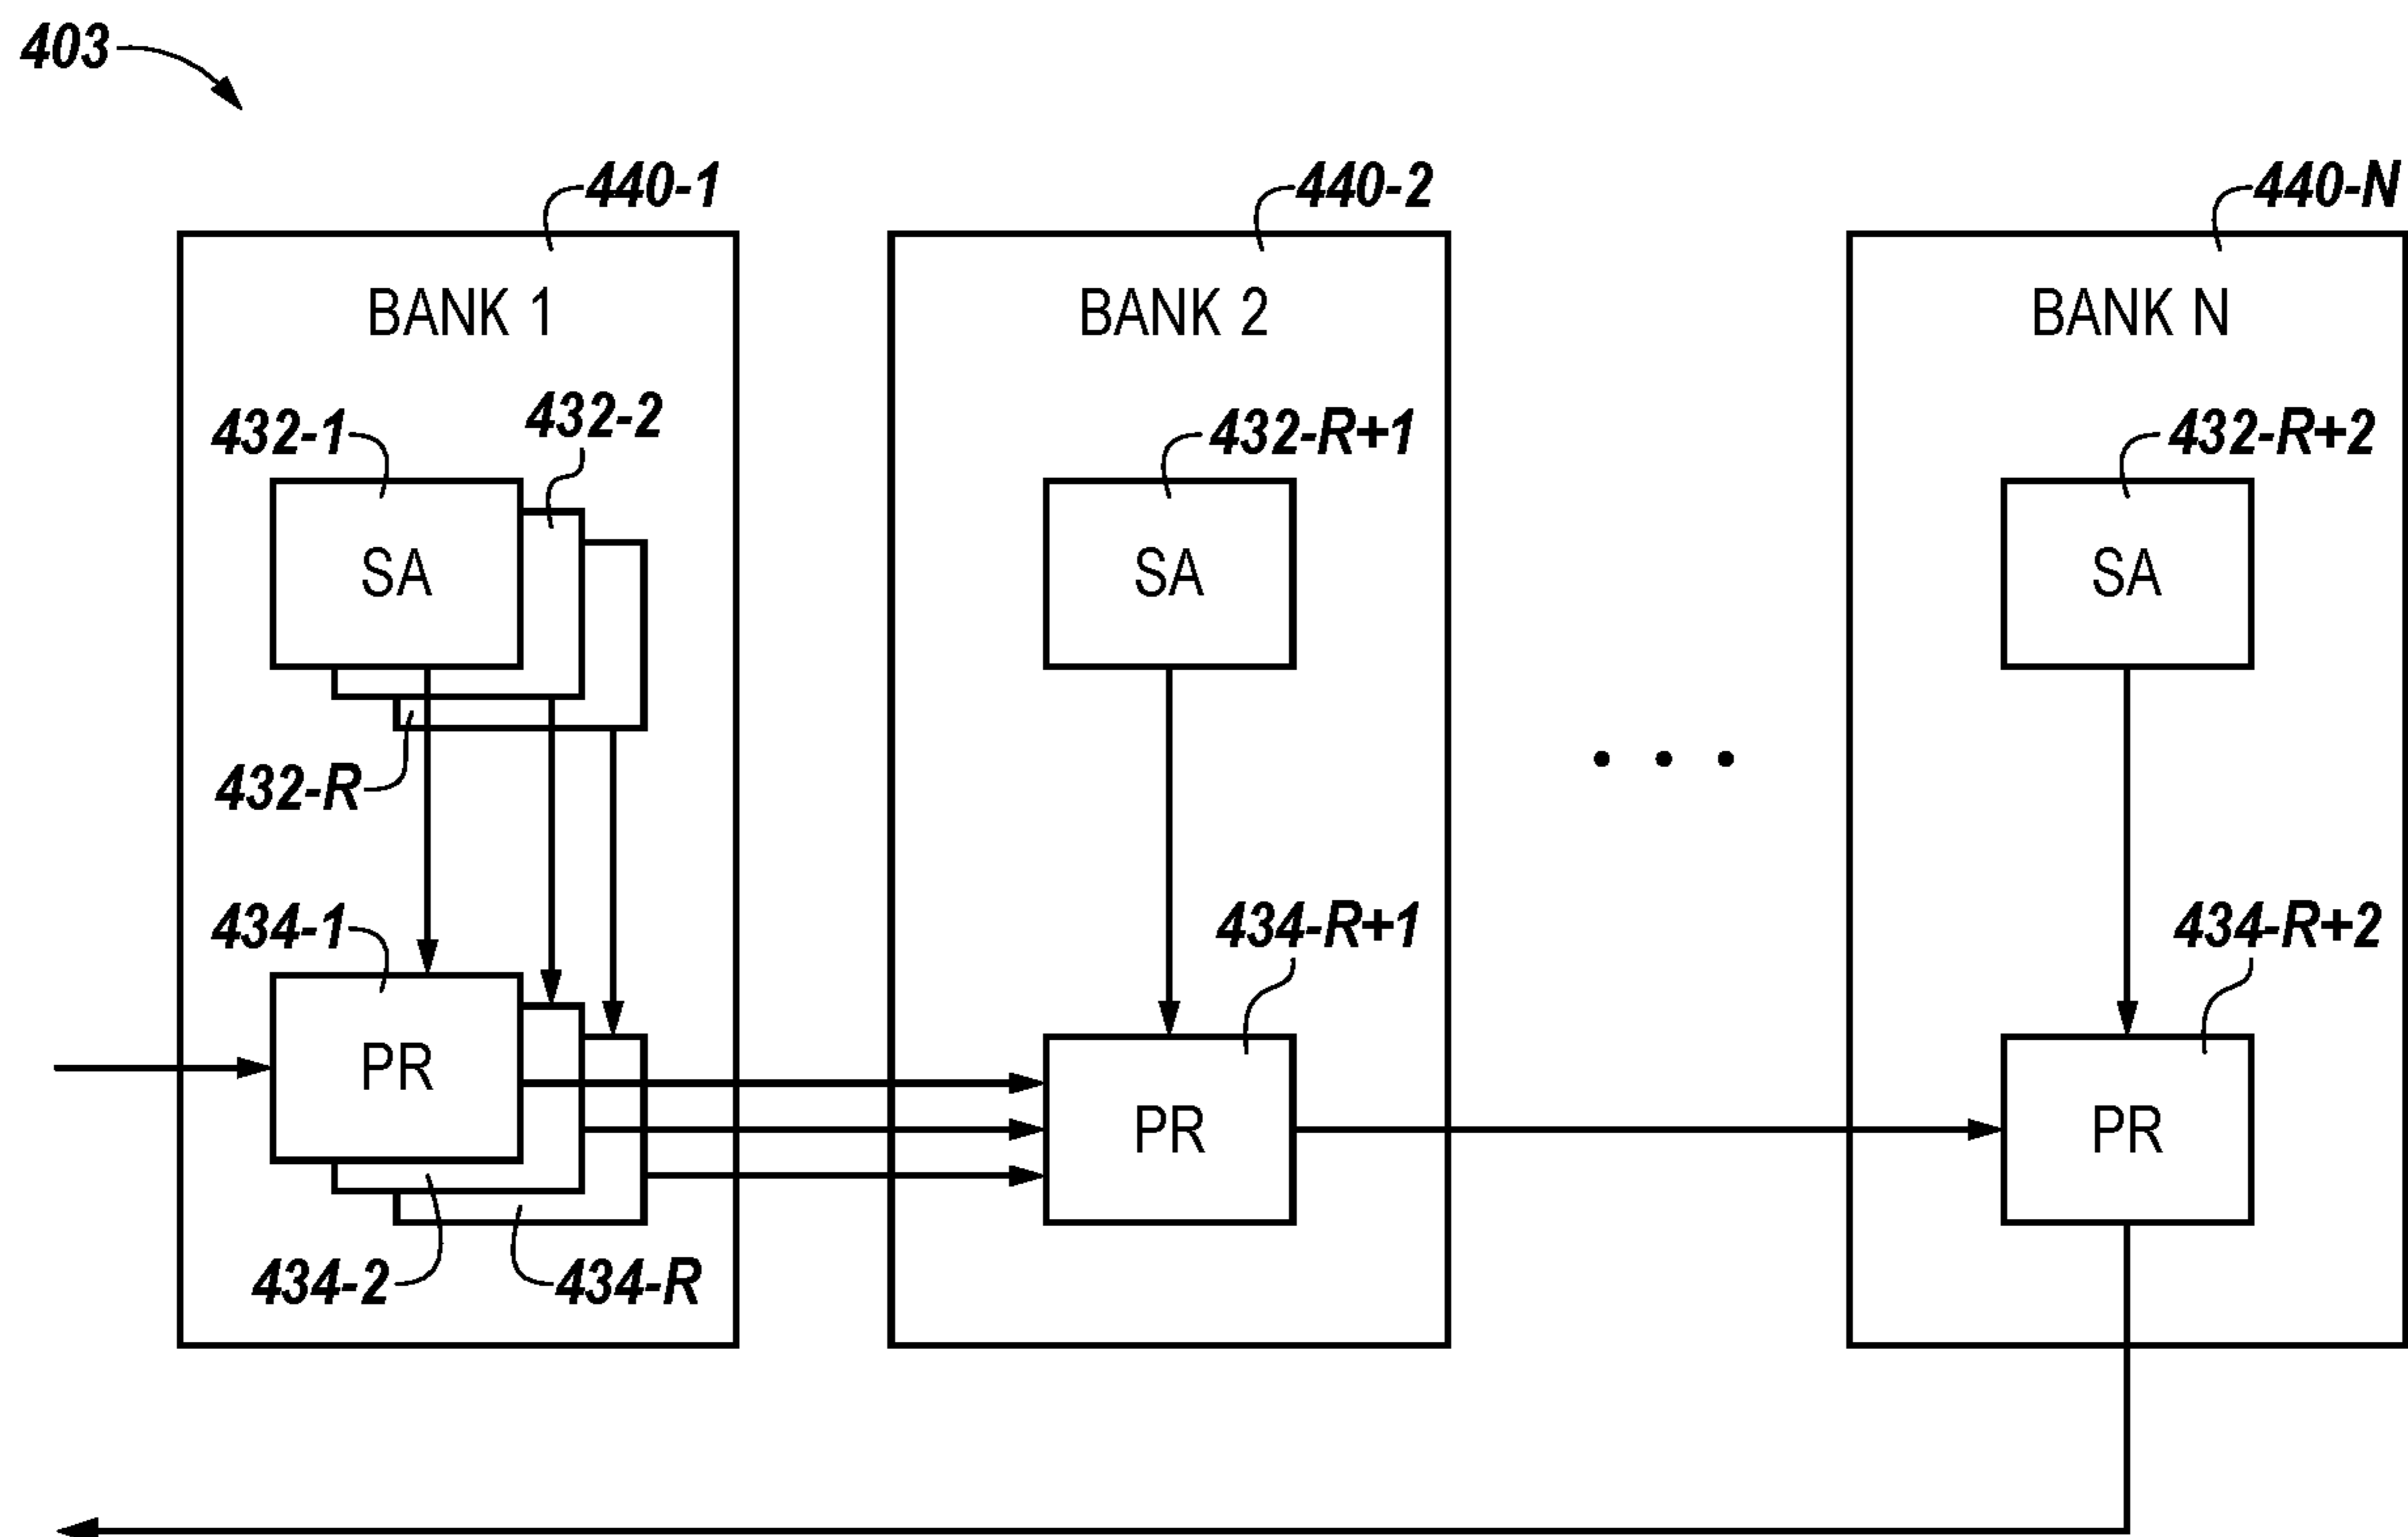 403
440-1
440-2
440-N
BANK 1
BANK 2
BANK N
432-1
432-2
432-R+1
432-R+2
SA
SA
SA
432-R
434-1
434-R+1
434-R+2
PR
PR
PR
434-2
434-R